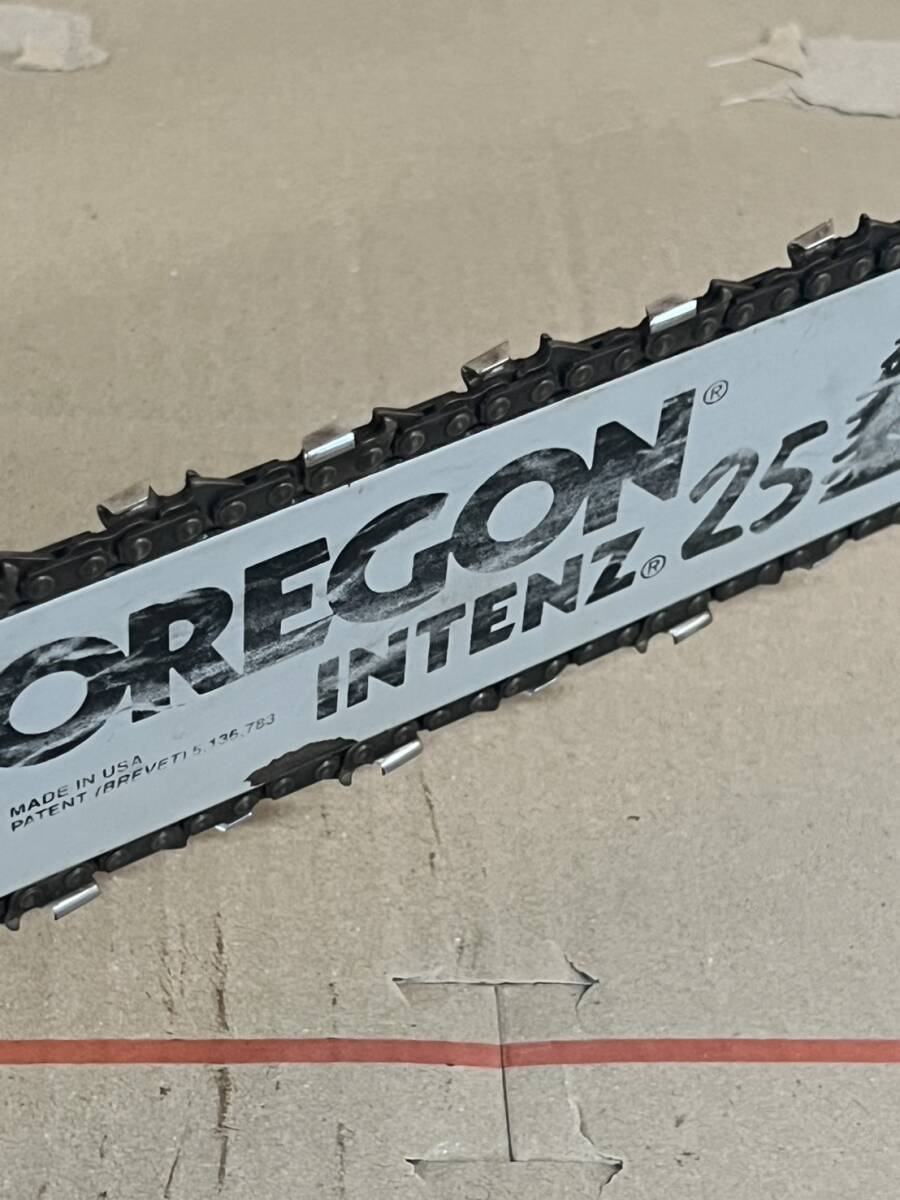 OREGON®
INTENZ® 25
MADE IN USA
PATENT (BREVET) 5,136,783